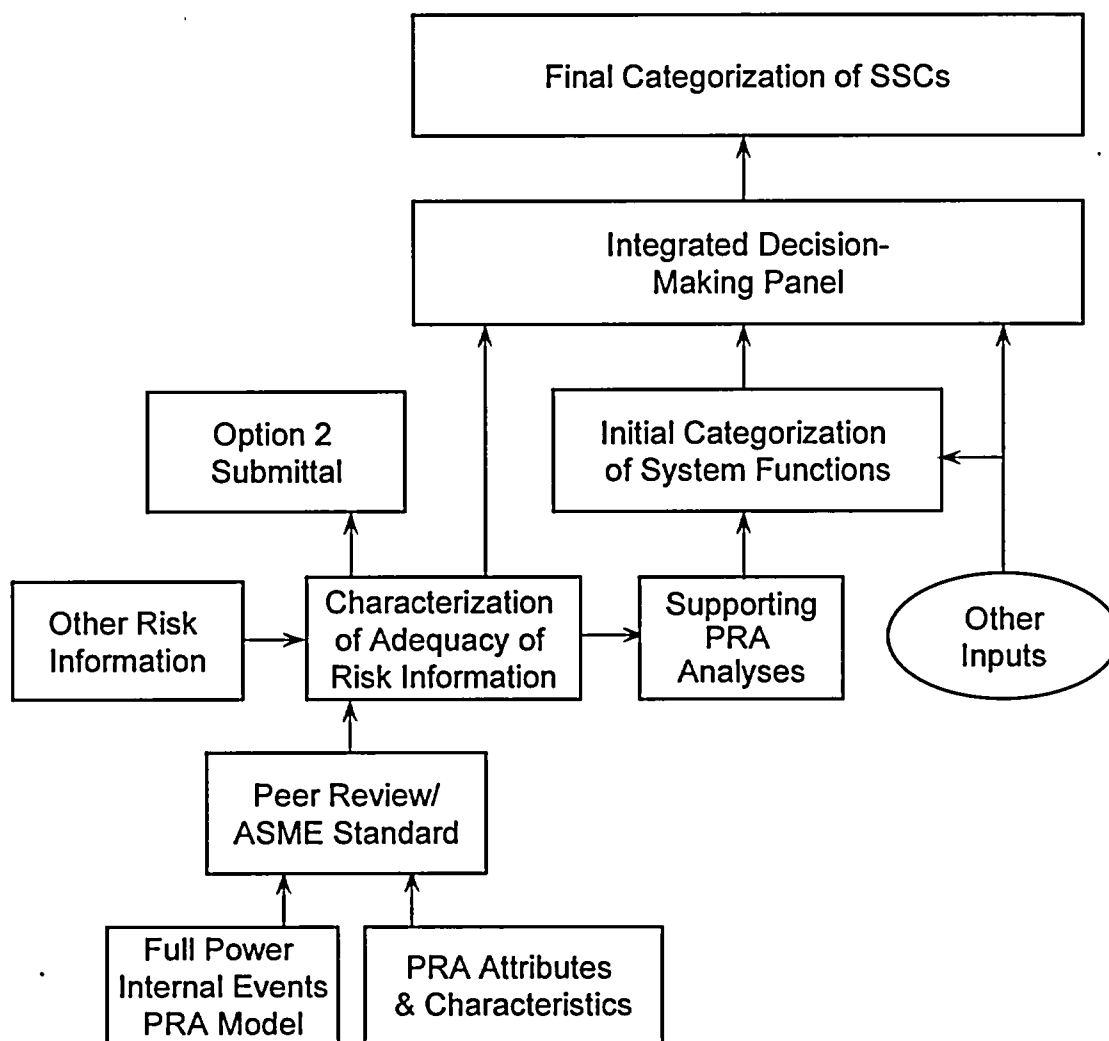 Final Categorization of SSCs
Integrated Decision-
Making Panel
Option 2
Submittal
Initial Categorization
of System Functions
Other Risk
Information
Characterization
of Adequacy of
Risk Information
Supporting
PRA
Analyses
Other
Inputs
Peer Review/
ASME Standard
Full Power
Internal Events
PRA Model
PRA Attributes
& Characteristics